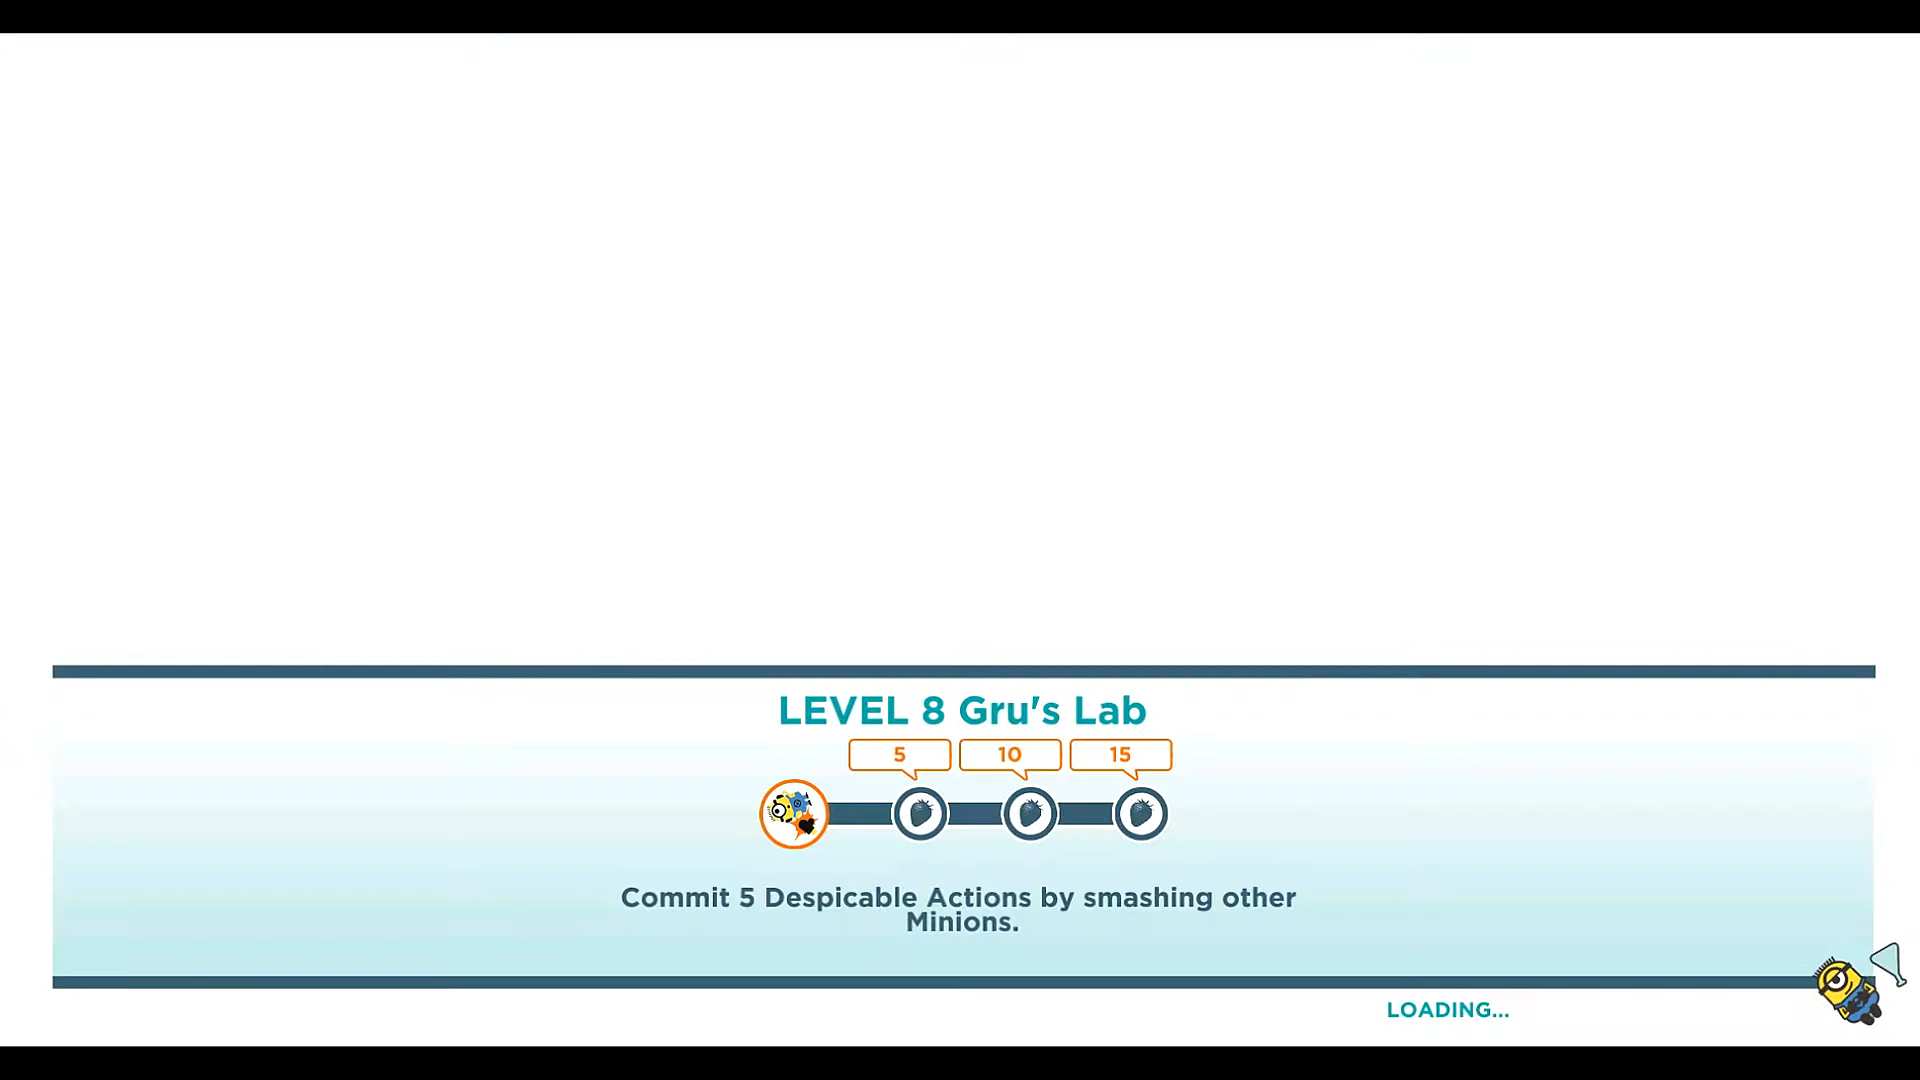 LEVEL 8 Gru's Lab
5 10 15
Commit 5 Despicable Actions by smashing other
Minions.
LOADING...